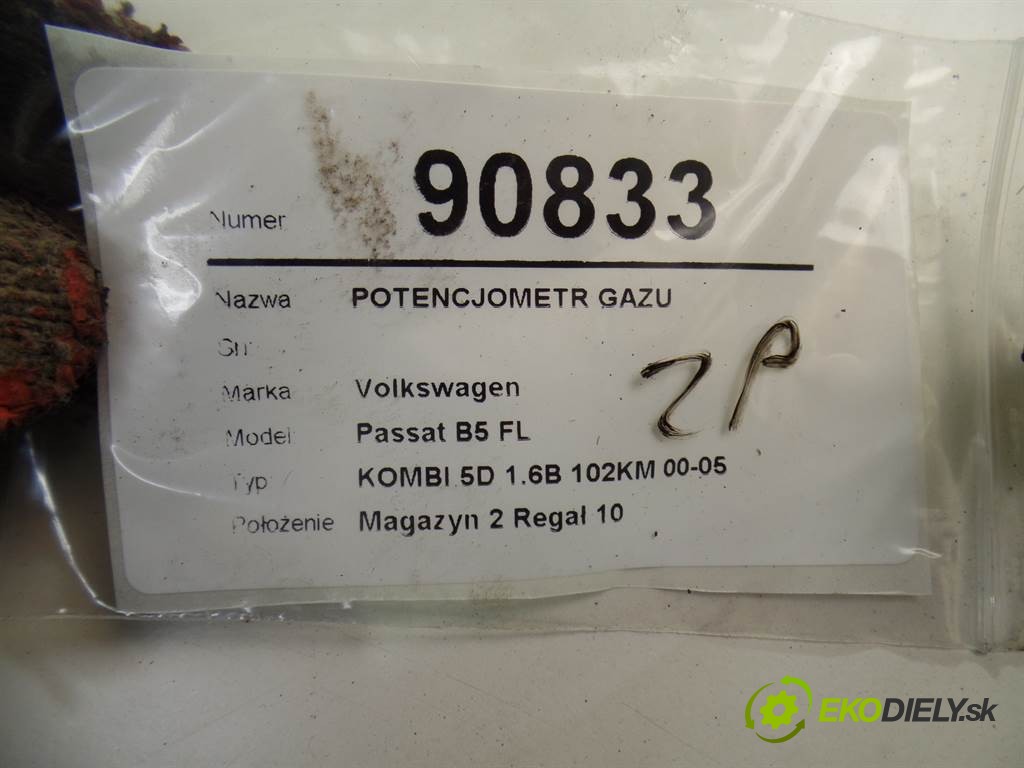 Numer 90833
Nazwa POTENCJOMETR GAZU
Marka Volkswagen
ZP
Model Passat B5 FL
Typ KOMBI 5D 1.6B 102KM 00-05
Położenie Magazyn 2 Regał 10
EKODIELY.sk